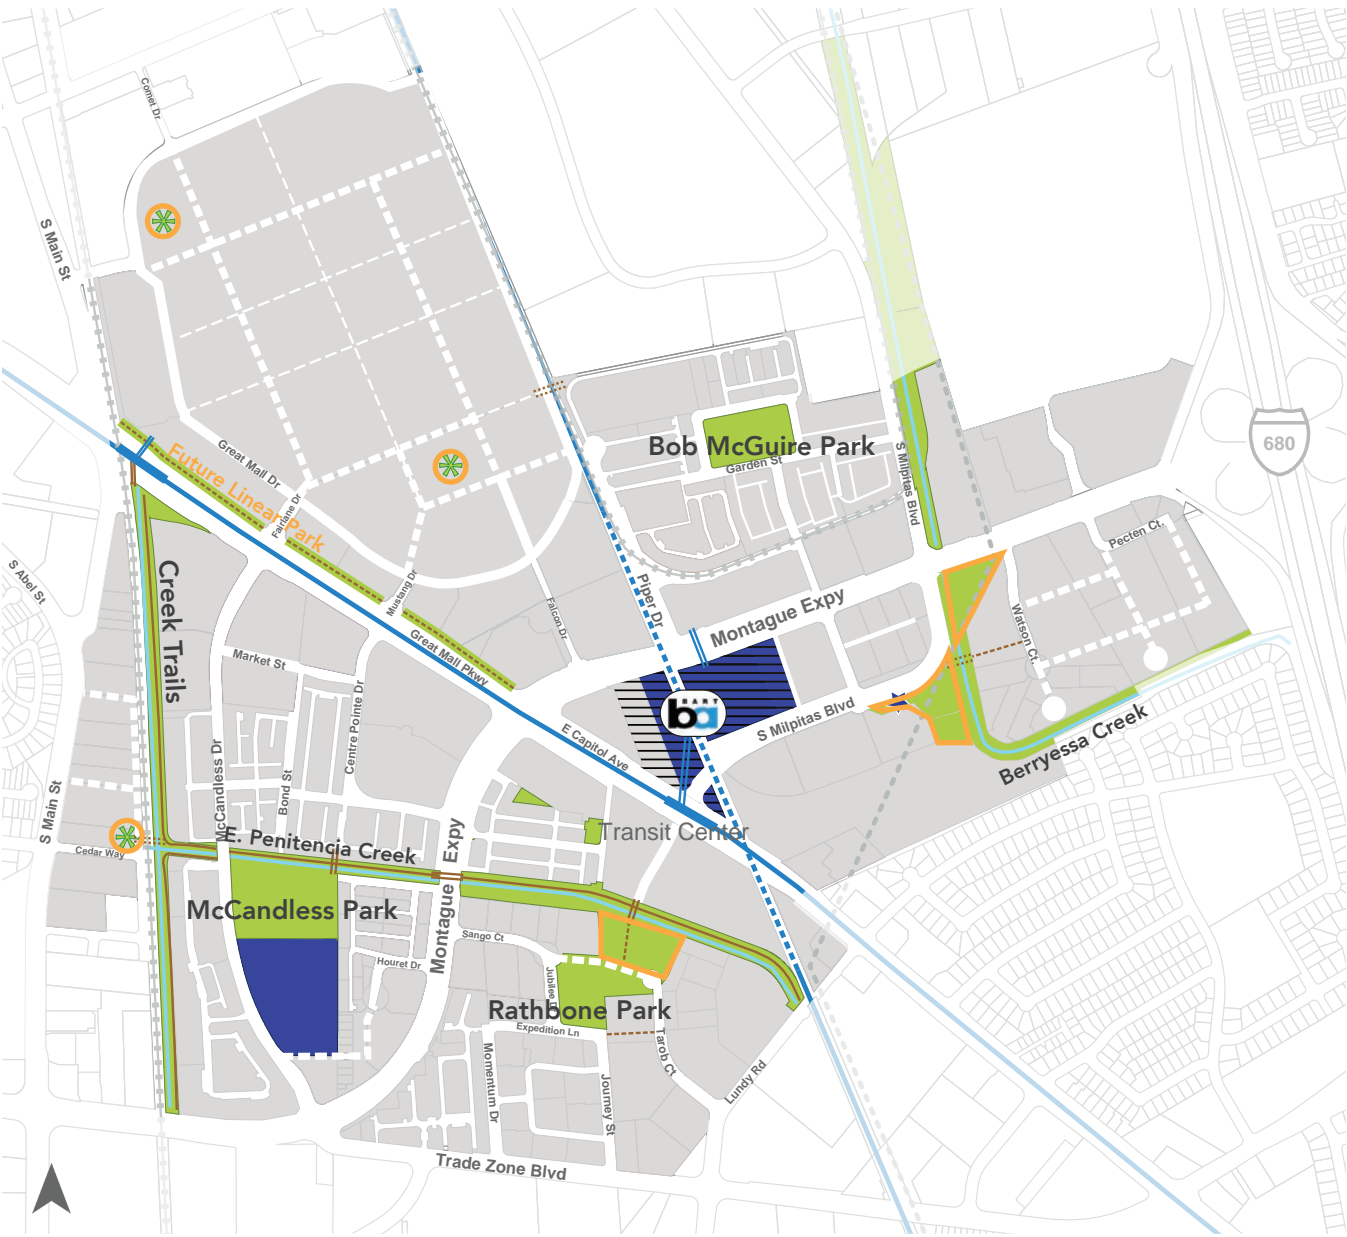 Comet Dr
S Main St
680
Great Mall Dr
Future Linear Park
Fairlane Dr
Bob McGuire Park
Garden St
S Milpitas Blvd
Pecten Ct.
S Abel St
Creek Trails
Mustang Dr
Falcon Dr
Piper Dr
Montague Expy
Watson Ct.
Great Mall Pkwy
Market St
Centre Pointe Dr
BART
ba
S Milpitas Blvd
Berryessa Creek
E Capitol Ave
McCandless Dr
Bond St
S Main St
Transit Center
Cedar Way
E. Penitencia Creek
Montague Expy
McCandless Park
Sango Ct
Houret Dr
Jubilee
Rathbone Park
Expedition Ln
Tarob Ct
Momentum Dr
Journey St
Lundy Rd
Trade Zone Blvd